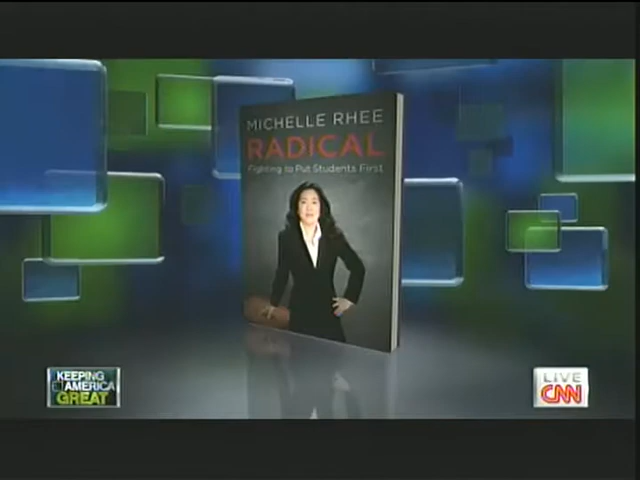 MICHELLE RHEE
RADICAL
Fighting to Put Students First
KEEPING
AMERICA
GREAT
LIVE
CNN